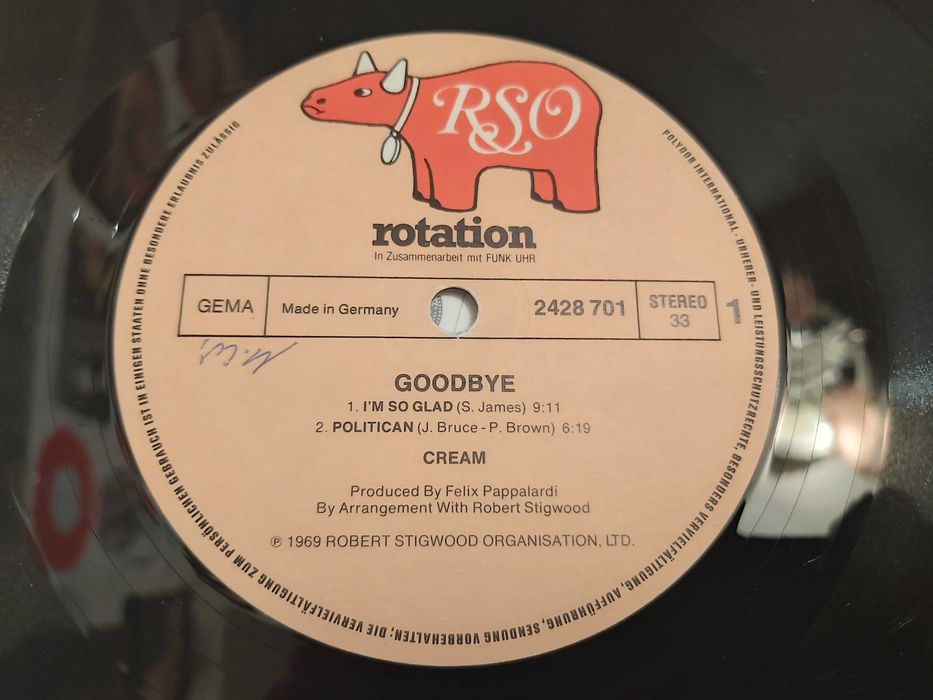 RSO
rotation
In Zusammenarbeit mit FUNK UHR
GEMA
Made in Germany
2428 701
STEREO
33
1
GOODBYE
1. I'M SO GLAD (S. James) 9:11
2. POLITICAN (J. Bruce - P. Brown) 6:19
CREAM
Produced By Felix Pappalardi
By Arrangement With Robert Stigwood
℗ 1969 ROBERT STIGWOOD ORGANISATION, LTD.
POLYDOR INTERNATIONAL · URHEBER- UND LEISTUNGSSCHUTZRECHTE, BESONDERS VERVIELFÄLTIGUNG, AUFFÜHRUNG, SENDUNG VORBEHALTEN; DIE VERVIELFÄLTIGUNG ZUM PERSÖNLICHEN GEBRAUCH IST IN EINIGEN STAATEN OHNE BESONDERE ERLAUBNIS ZULÄSSIG